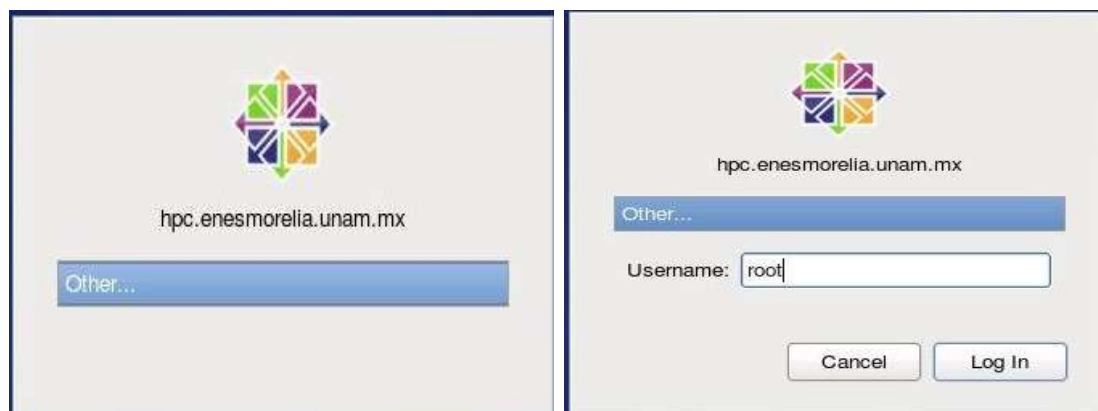 hpc.enesmorelia.unam.mx
Other...
hpc.enesmorelia.unam.mx
Other...
Username: root
Cancel Log In